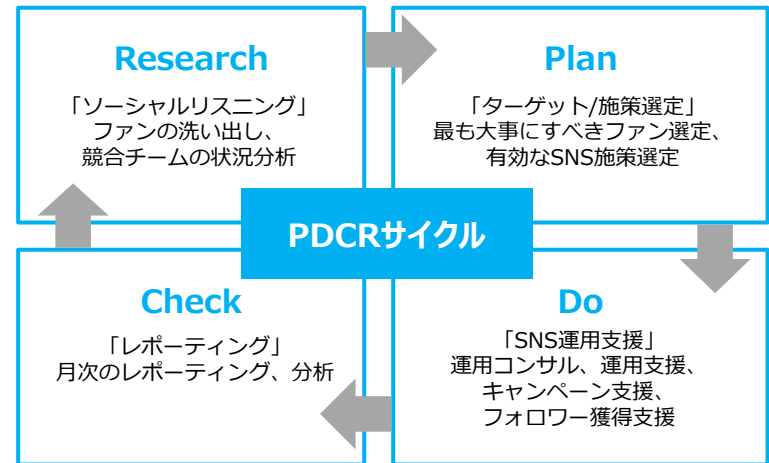 Research
「ソーシャルリスニング」
ファンの洗い出し、
競合チームの状況分析
Plan
「ターゲット/施策選定」
最も大事にすべきファン選定、
有効なSNS施策選定
PDCRサイクル
Check
「レポーティング」
月次のレポーティング、分析
Do
「SNS運用支援」
運用コンサル、運用支援、
キャンペーン支援、
フォロワー獲得支援